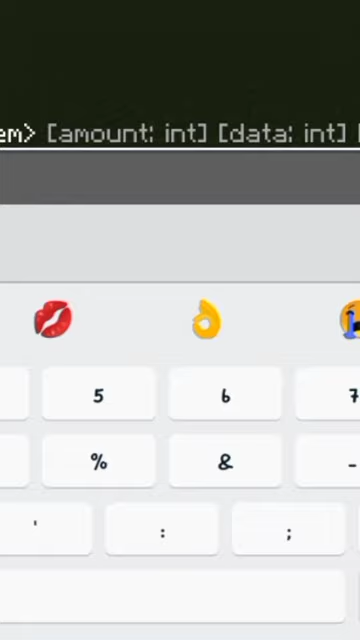 em> [amount: int] [data: int] [
5 6 7
% & -
' : ;